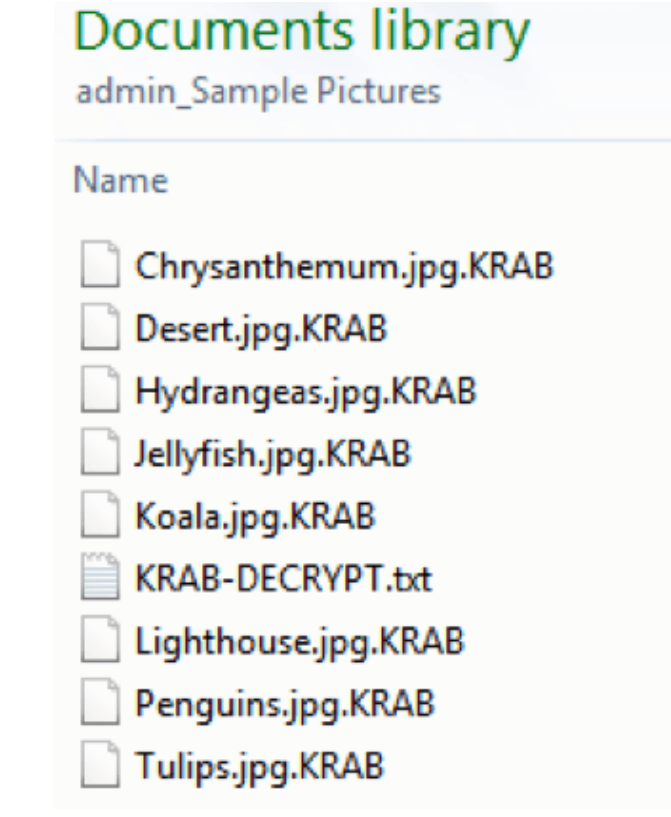 Documents library
admin_Sample Pictures
Name
Chrysanthemum.jpg.KRAB
Desert.jpg.KRAB
Hydrangeas.jpg.KRAB
Jellyfish.jpg.KRAB
Koala.jpg.KRAB
KRAB-DECRYPT.txt
Lighthouse.jpg.KRAB
Penguins.jpg.KRAB
Tulips.jpg.KRAB